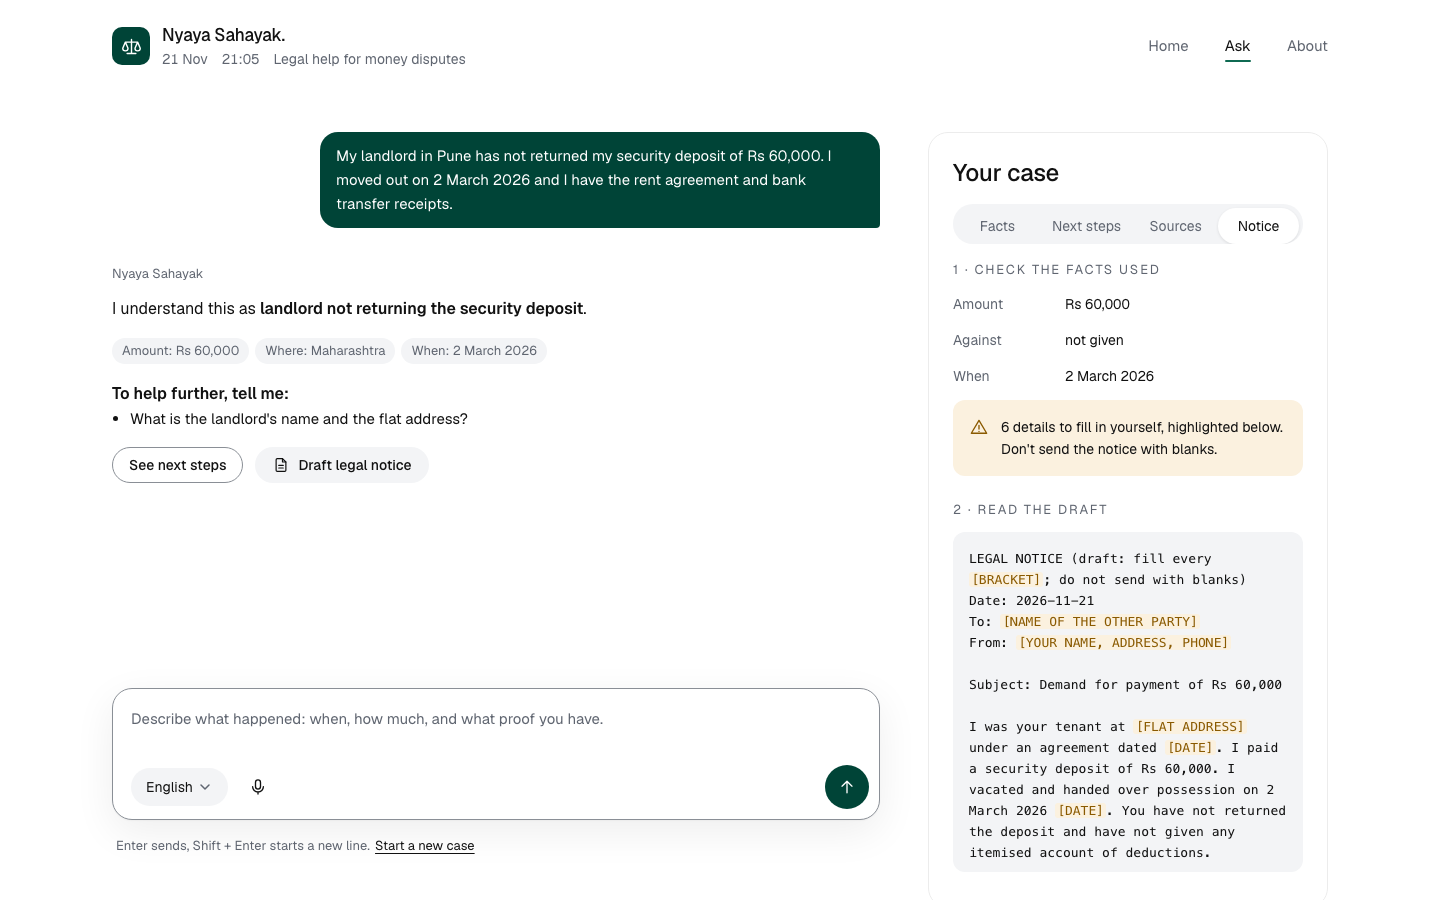 Nyaya Sahayak.
21 Nov 21:05 Legal help for money disputes
Home Ask About
My landlord in Pune has not returned my security deposit of Rs 60,000. I
moved out on 2 March 2026 and I have the rent agreement and bank
transfer receipts.
Nyaya Sahayak
I understand this as landlord not returning the security deposit.
Amount: Rs 60,000 Where: Maharashtra When: 2 March 2026
To help further, tell me:
• What is the landlord's name and the flat address?
See next steps Draft legal notice
Describe what happened: when, how much, and what proof you have.
English
Enter sends, Shift + Enter starts a new line. Start a new case
Your case
Facts Next steps Sources Notice
1 · CHECK THE FACTS USED
Amount Rs 60,000
Against not given
When 2 March 2026
6 details to fill in yourself, highlighted below.
Don't send the notice with blanks.
2 · READ THE DRAFT
LEGAL NOTICE (draft: fill every
[BRACKET]; do not send with blanks)
Date: 2026-11-21
To: [NAME OF THE OTHER PARTY]
From: [YOUR NAME, ADDRESS, PHONE]
Subject: Demand for payment of Rs 60,000
I was your tenant at [FLAT ADDRESS]
under an agreement dated [DATE]. I paid
a security deposit of Rs 60,000. I
vacated and handed over possession on 2
March 2026 [DATE]. You have not returned
the deposit and have not given any
itemised account of deductions.